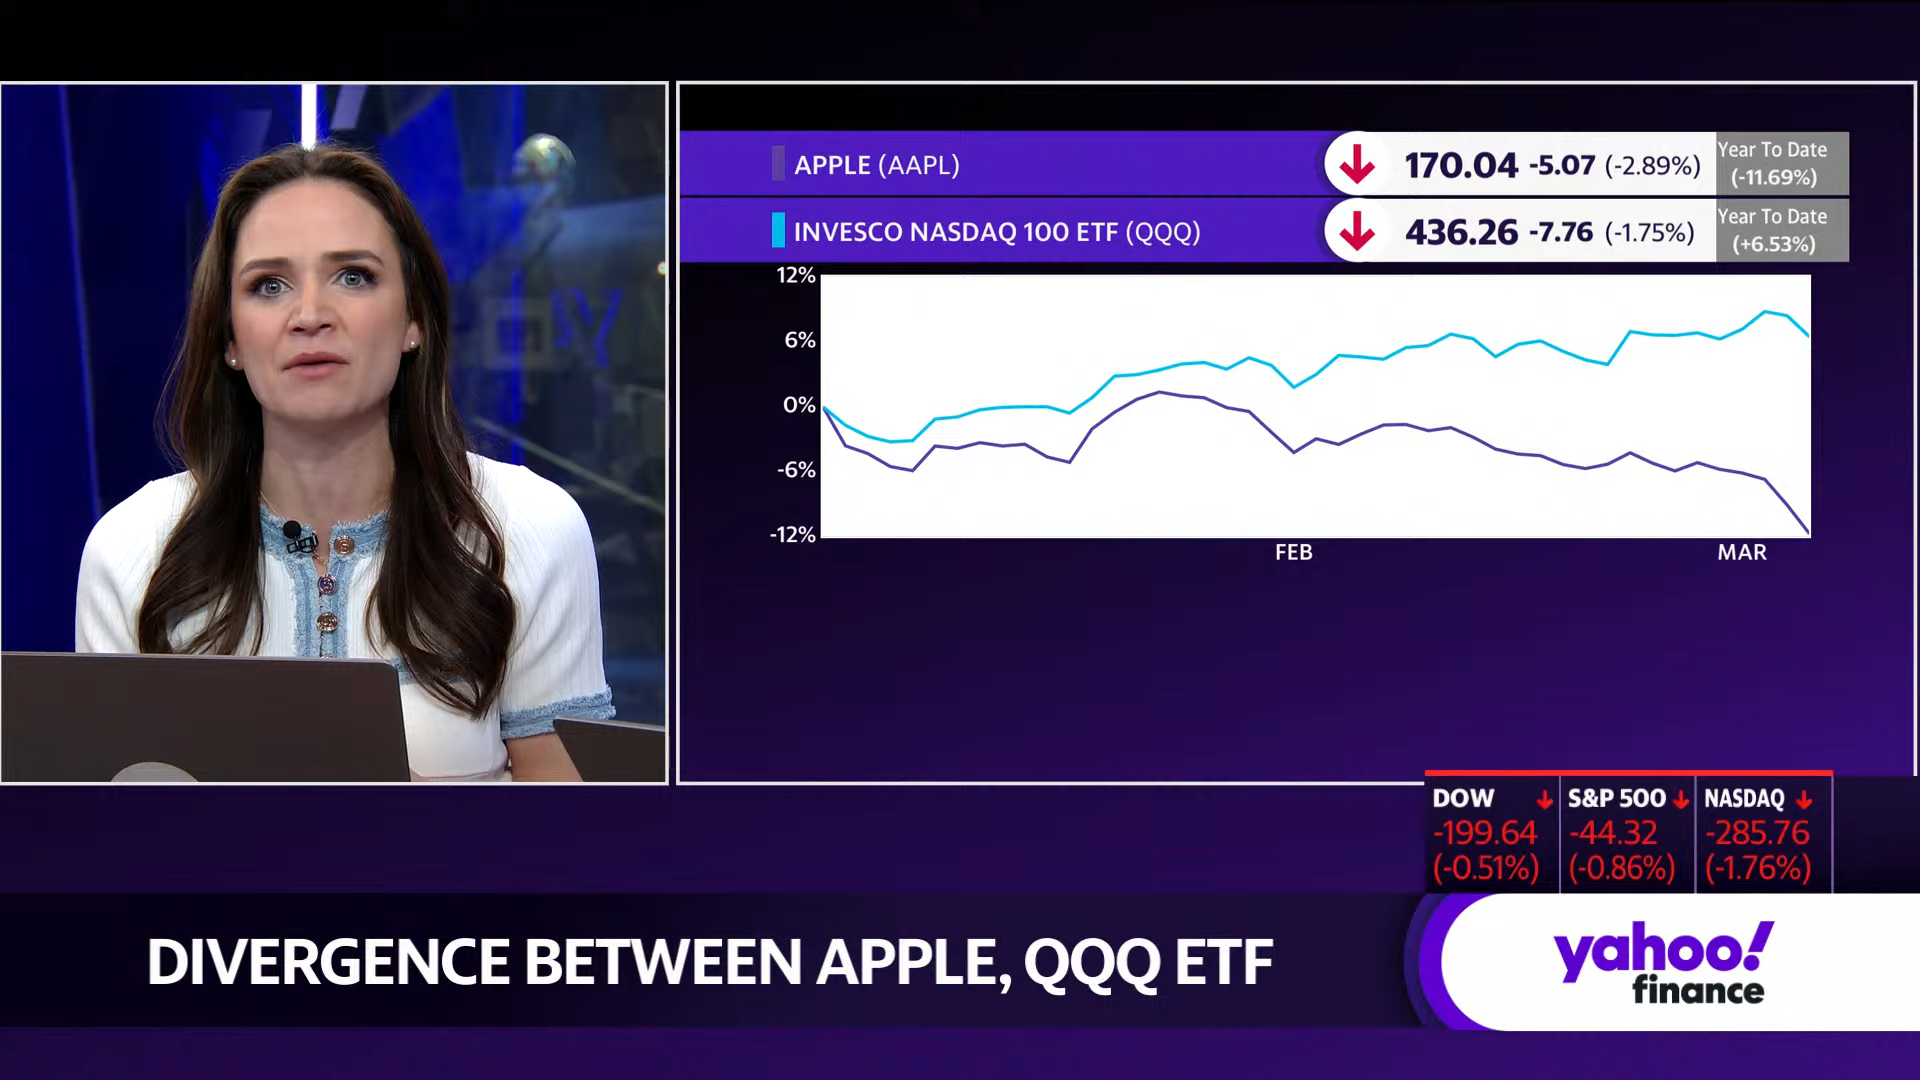 APPLE (AAPL) 170.04 -5.07 (-2.89%) Year To Date (-11.69%)
INVESCO NASDAQ 100 ETF (QQQ) 436.26 -7.76 (-1.75%) Year To Date (+6.53%)
12%
6%
0%
-6%
-12%
FEB MAR
DOW S&P 500 NASDAQ
-199.64 -44.32 -285.76
(-0.51%) (-0.86%) (-1.76%)
DIVERGENCE BETWEEN APPLE, QQQ ETF
yahoo!
finance